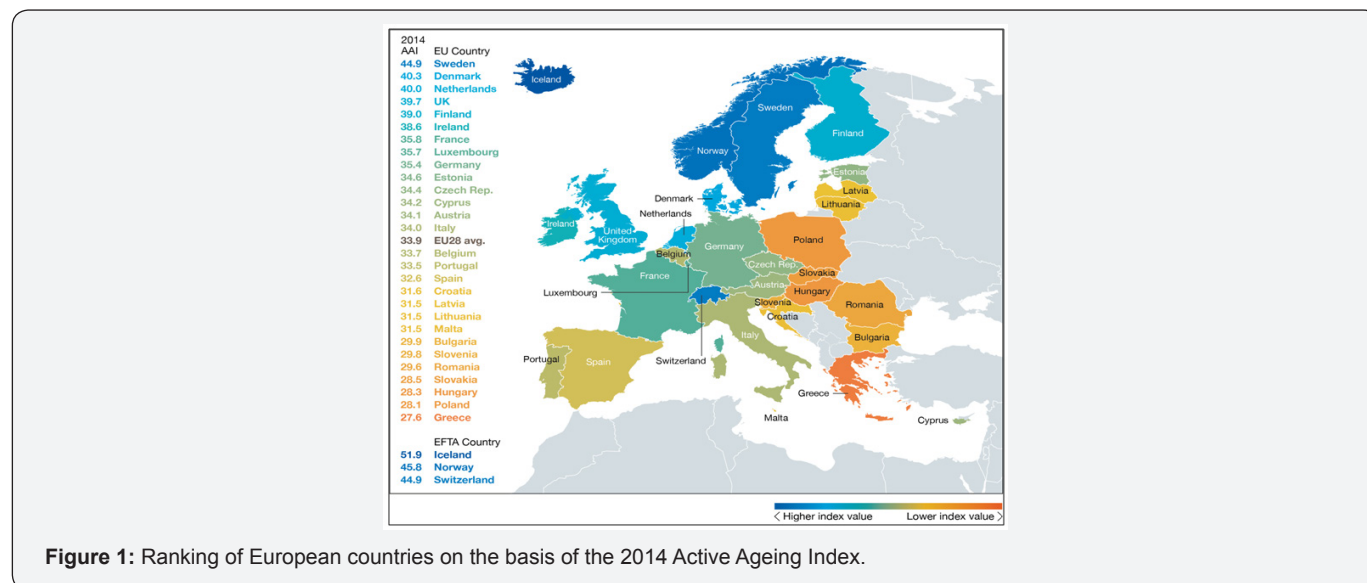 2014
AAI EU Country
44.9 Sweden
40.3 Denmark
40.0 Netherlands
39.7 UK
39.0 Finland
38.6 Ireland
35.8 France
35.7 Luxembourg
35.4 Germany
34.6 Estonia
34.4 Czech Rep.
34.2 Cyprus
34.1 Austria
34.0 Italy
33.9 EU28 avg.
33.7 Belgium
33.5 Portugal
32.6 Spain
31.6 Croatia
31.5 Latvia
31.5 Lithuania
31.5 Malta
29.9 Bulgaria
29.8 Slovenia
29.6 Romania
28.5 Slovakia
28.3 Hungary
28.1 Poland
27.6 Greece
EFTA Country
51.9 Iceland
45.8 Norway
44.9 Switzerland
Iceland
Sweden
Finland
Norway
Estonia
Latvia
Denmark
Lithuania
Netherlands
Ireland
United
Kingdom
Poland
Germany
Belgium
Czech Rep.
France
Slovakia
Austria
Hungary
Luxembourg
Slovenia
Romania
Croatia
Italy
Bulgaria
Portugal
Spain
Switzerland
Greece
Malta
Cyprus
< Higher index value Lower index value >
Figure 1: Ranking of European countries on the basis of the 2014 Active Ageing Index.